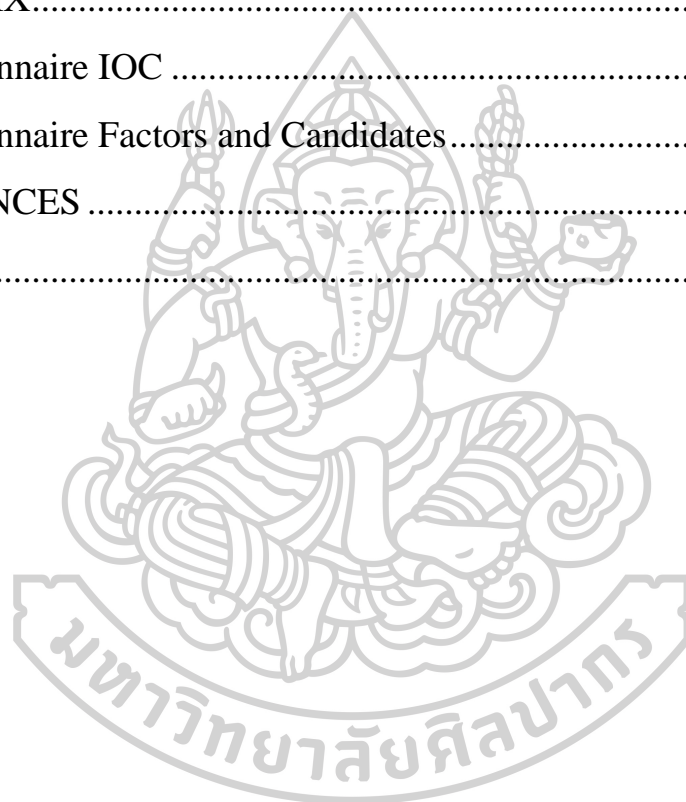 X........................................
nnaire IOC ........................................
nnaire Factors and Candidates........................
NCES ........................................
........................................
มหาวิทยาลัยศิลปากร